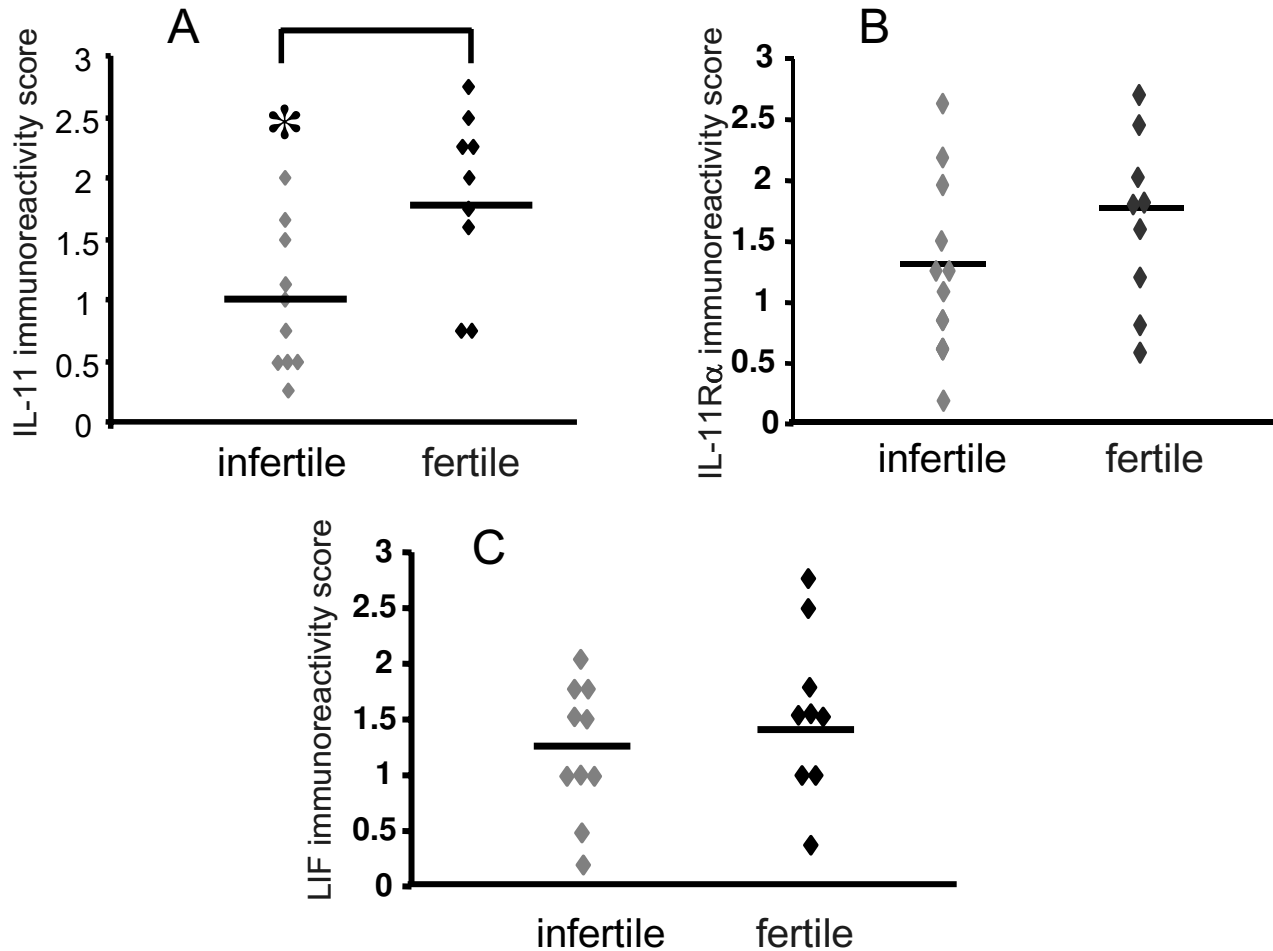 A
IL-11 immunoreactivity score
3
2.5
2
1.5
1
0.5
0
*
infertile
fertile
B
IL-11Rα immunoreactivity score
3
2.5
2
1.5
1
0.5
0
infertile
fertile
C
LIF immunoreactivity score
3
2.5
2
1.5
1
0.5
0
infertile
fertile